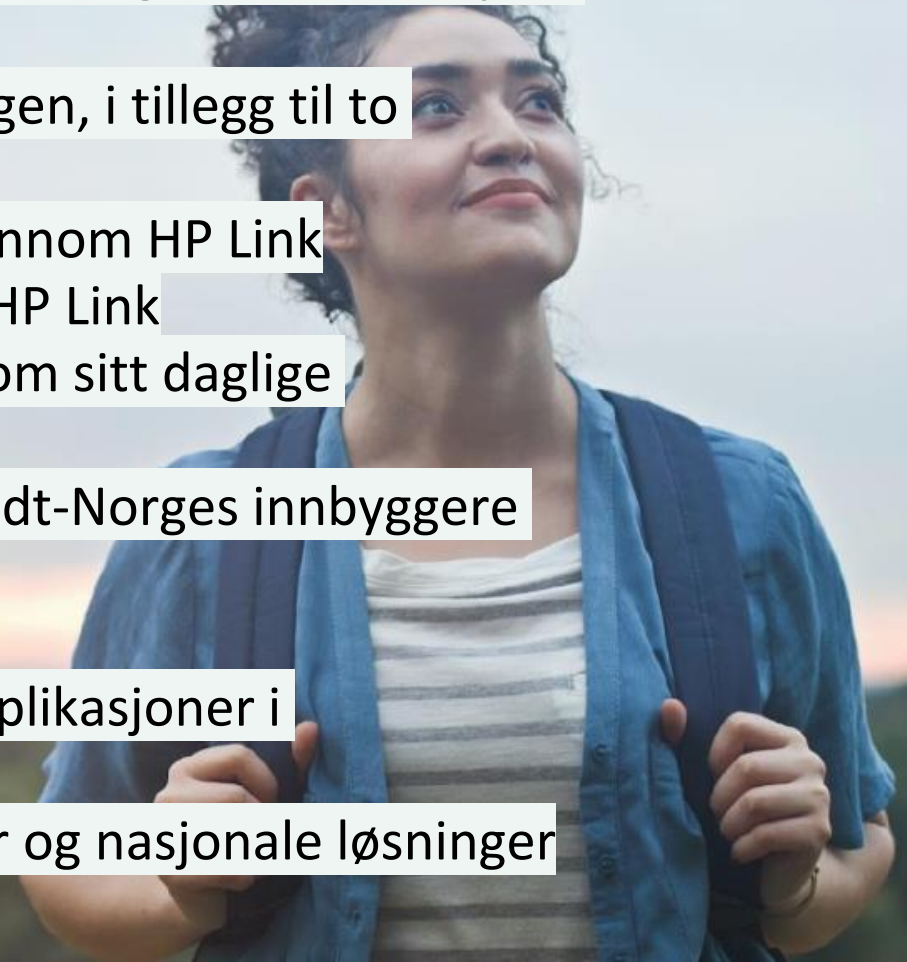 gen, i tillegg til to
nnom HP Link
HP Link
om sitt daglige
dt-Norges innbyggere
plikasjoner i
r og nasjonale løsninger